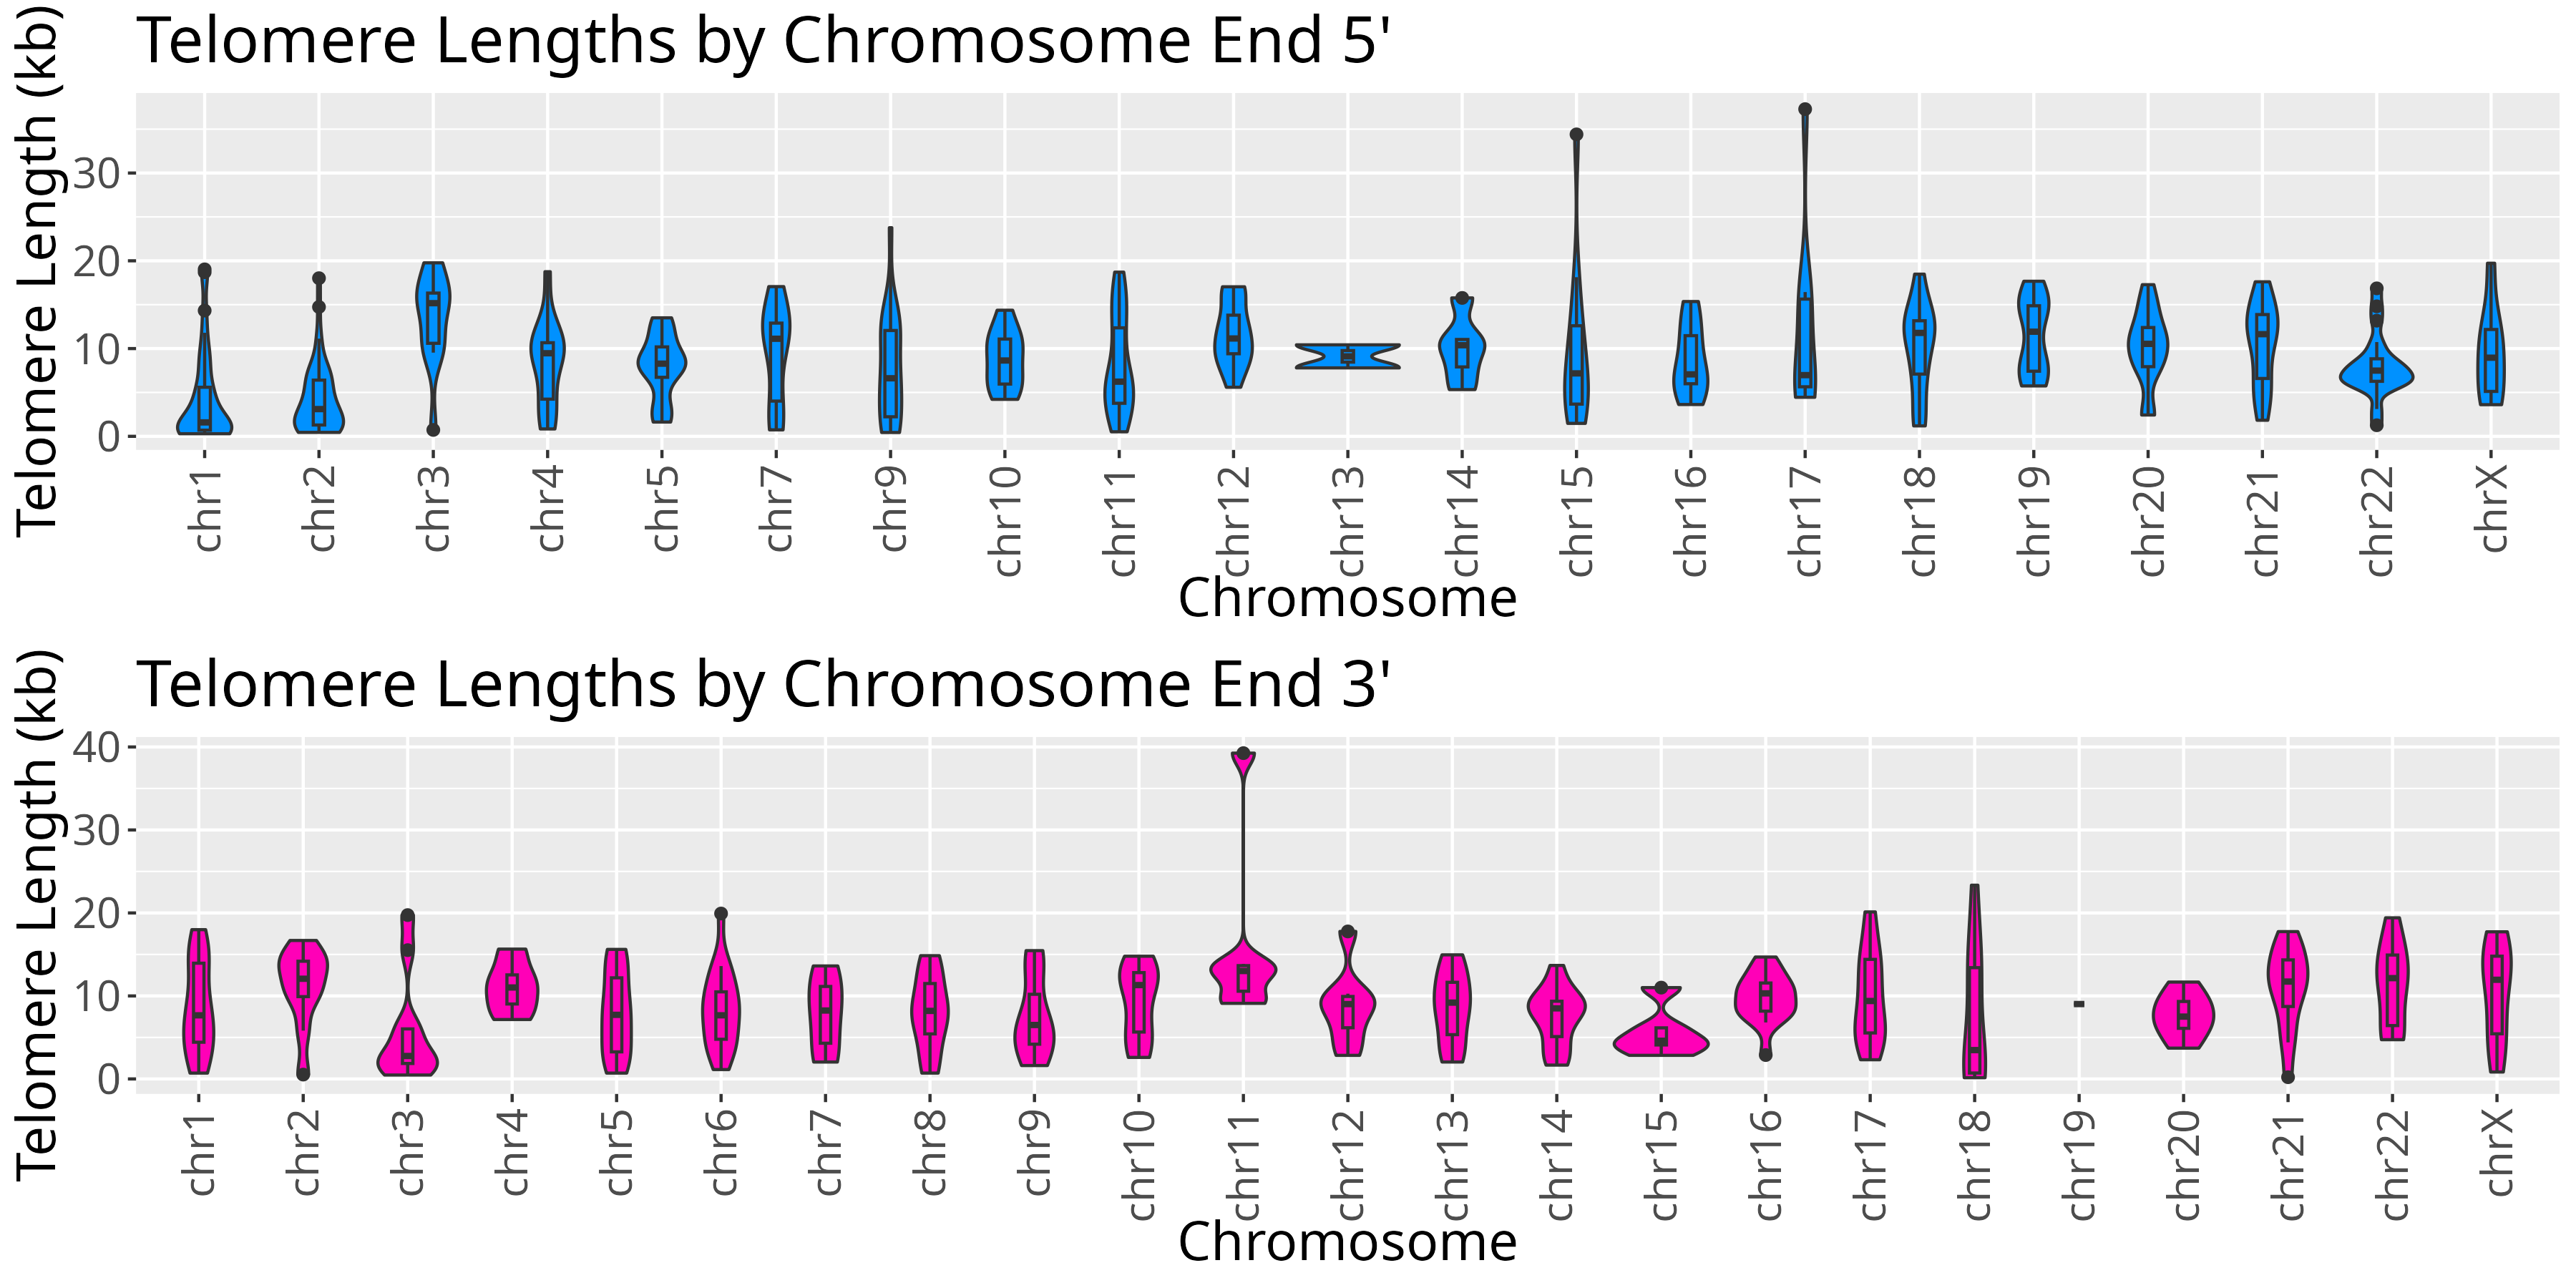 Telomere Lengths by Chromosome End 5'
Telomere Length (kb)
30
20
10
0
chr1 chr2 chr3 chr4 chr5 chr7 chr9 chr10 chr11 chr12 chr13 chr14 chr15 chr16 chr17 chr18 chr19 chr20 chr21 chr22 chrX
Chromosome
Telomere Lengths by Chromosome End 3'
Telomere Length (kb)
40
30
20
10
0
chr1 chr2 chr3 chr4 chr5 chr6 chr7 chr8 chr9 chr10 chr11 chr12 chr13 chr14 chr15 chr16 chr17 chr18 chr19 chr20 chr21 chr22 chrX
Chromosome